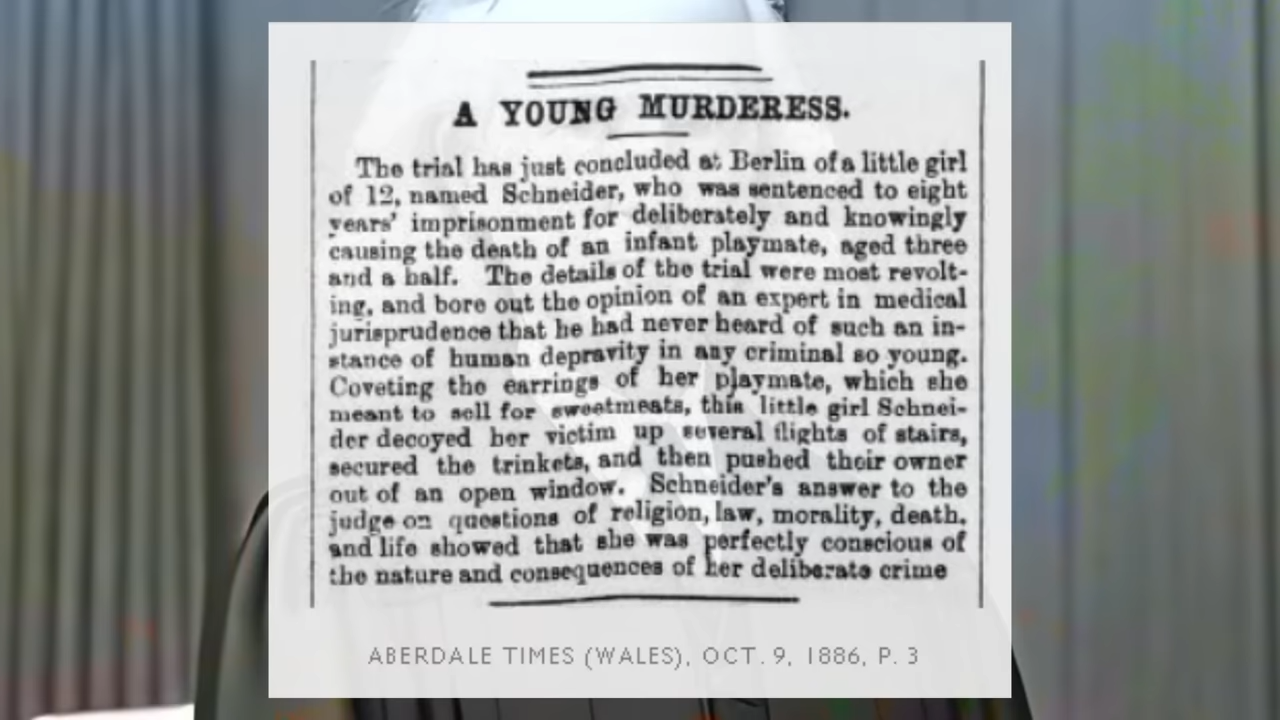 A YOUNG MURDERESS.
The trial has just concluded at Berlin of a little girl
of 12, named Schneider, who was sentenced to eight
years' imprisonment for deliberately and knowingly
causing the death of an infant playmate, aged three
and a half. The details of the trial were most revolt-
ing, and bore out the opinion of an expert in medical
jurisprudence that he had never heard of such an in-
stance of human depravity in any criminal so young.
Coveting the earrings of her playmate, which she
meant to sell for sweetmeats, this little girl Schnei-
der decoyed her victim up several flights of stairs,
secured the trinkets, and then pushed their owner
out of an open window. Schneider's answer to the
judge on questions of religion, law, morality, death,
and life showed that she was perfectly conscious of
the nature and consequences of her deliberate crime
ABERDALE TIMES (WALES), OCT. 9, 1886, P. 3